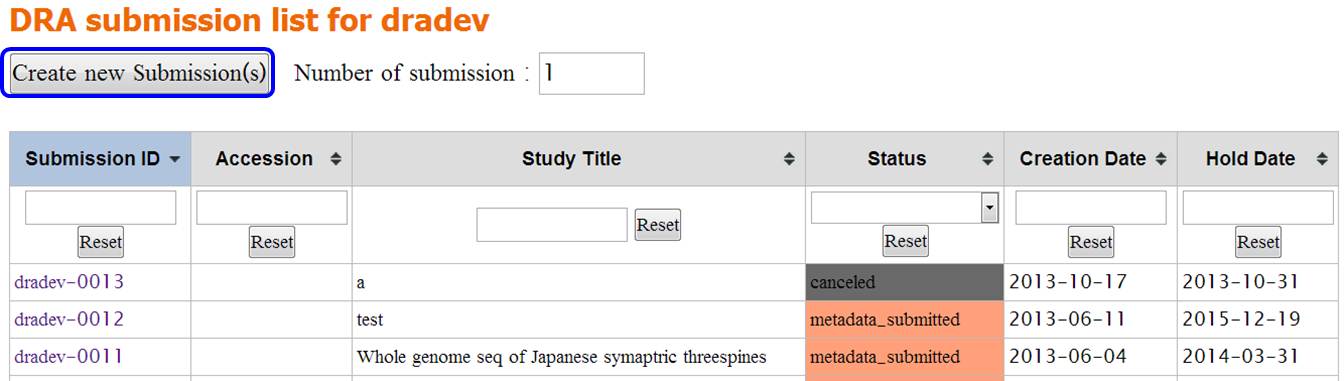 DRA submission list for dradev
Create new Submission(s) Number of submission : 1
Submission ID Accession Study Title Status Creation Date Hold Date
Reset Reset Reset Reset Reset Reset
dradev-0013 a canceled 2013-10-17 2013-10-31
dradev-0012 test metadata_submitted 2013-06-11 2015-12-19
dradev-0011 Whole genome seq of Japanese symaptric threespines metadata_submitted 2013-06-04 2014-03-31